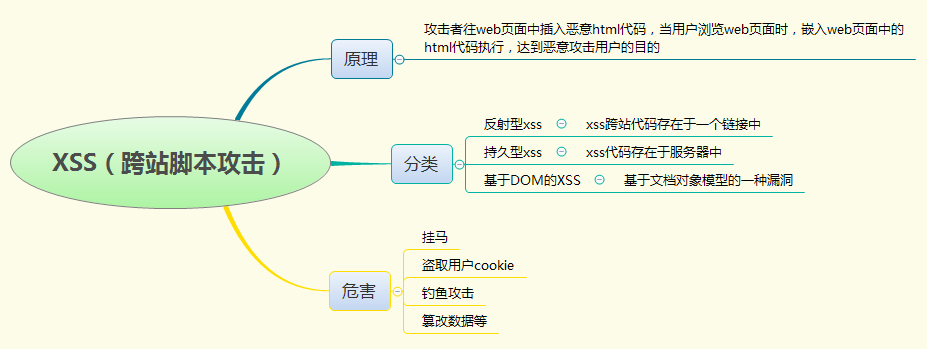 攻击者往web页面中插入恶意html代码，当用户浏览web页面时，嵌入web页面中的
html代码执行，达到恶意攻击用户的目的
原理
XSS（跨站脚本攻击）
分类
反射型xss
xss跨站代码存在于一个链接中
持久型xss
xss代码存在于服务器中
基于DOM的XSS
基于文档对象模型的一种漏洞
危害
挂马
盗取用户cookie
钓鱼攻击
篡改数据等